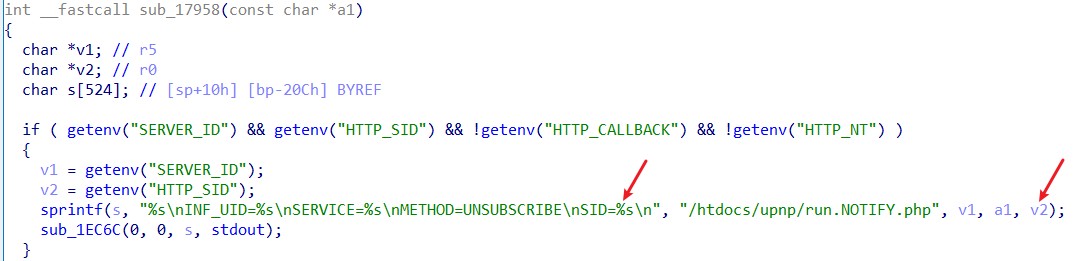 int __fastcall sub_17958(const char *a1)
{
  char *v1; // r5
  char *v2; // r0
  char s[524]; // [sp+10h] [bp-20Ch] BYREF

  if ( getenv("SERVER_ID") && getenv("HTTP_SID") && !getenv("HTTP_CALLBACK") && !getenv("HTTP_NT") )
  {
    v1 = getenv("SERVER_ID");
    v2 = getenv("HTTP_SID");
    sprintf(s, "%s\nINF_UID=%s\nSERVICE=%s\nMETHOD=UNSUBSCRIBE\nSID=%s\n", "/htdocs/upnp/run.NOTIFY.php", v1, a1, v2);
    sub_1EC6C(0, 0, s, stdout);
  }